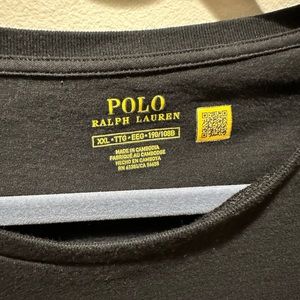 POLO
RALPH LAUREN
XXL • TTG • EEG • 190/108B
MADE IN CAMBODIA
FABRIQUÉ AU CAMBODGE
HECHO EN CAMBOYA